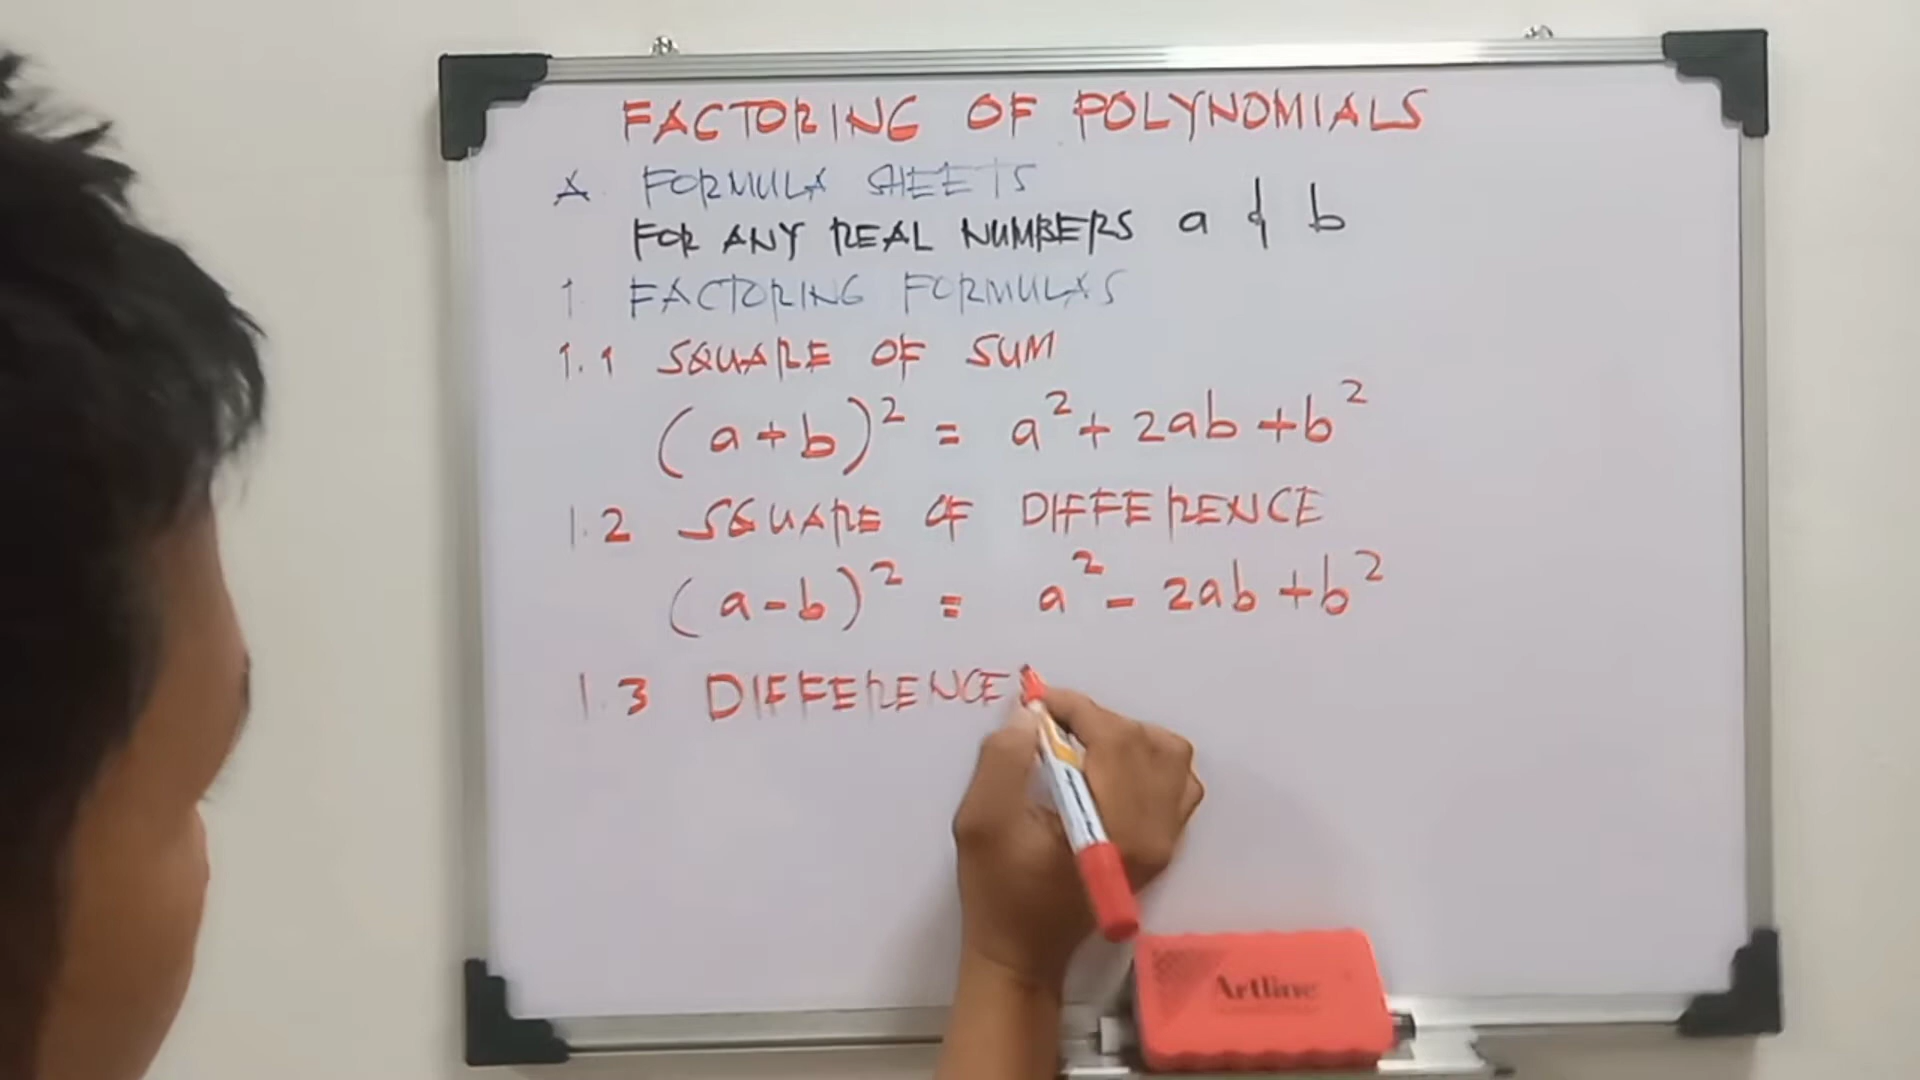 FACTORING OF POLYNOMIALS
A FORMULA SHEETS
FOR ANY REAL NUMBERS a & b
1 FACTORING FORMULAS
1.1 SQUARE OF SUM
(a+b)² = a² + 2ab + b²
1.2 SQUARE OF DIFFERENCE
(a-b)² = a² - 2ab + b²
1.3 DIFFERENCE
Artline